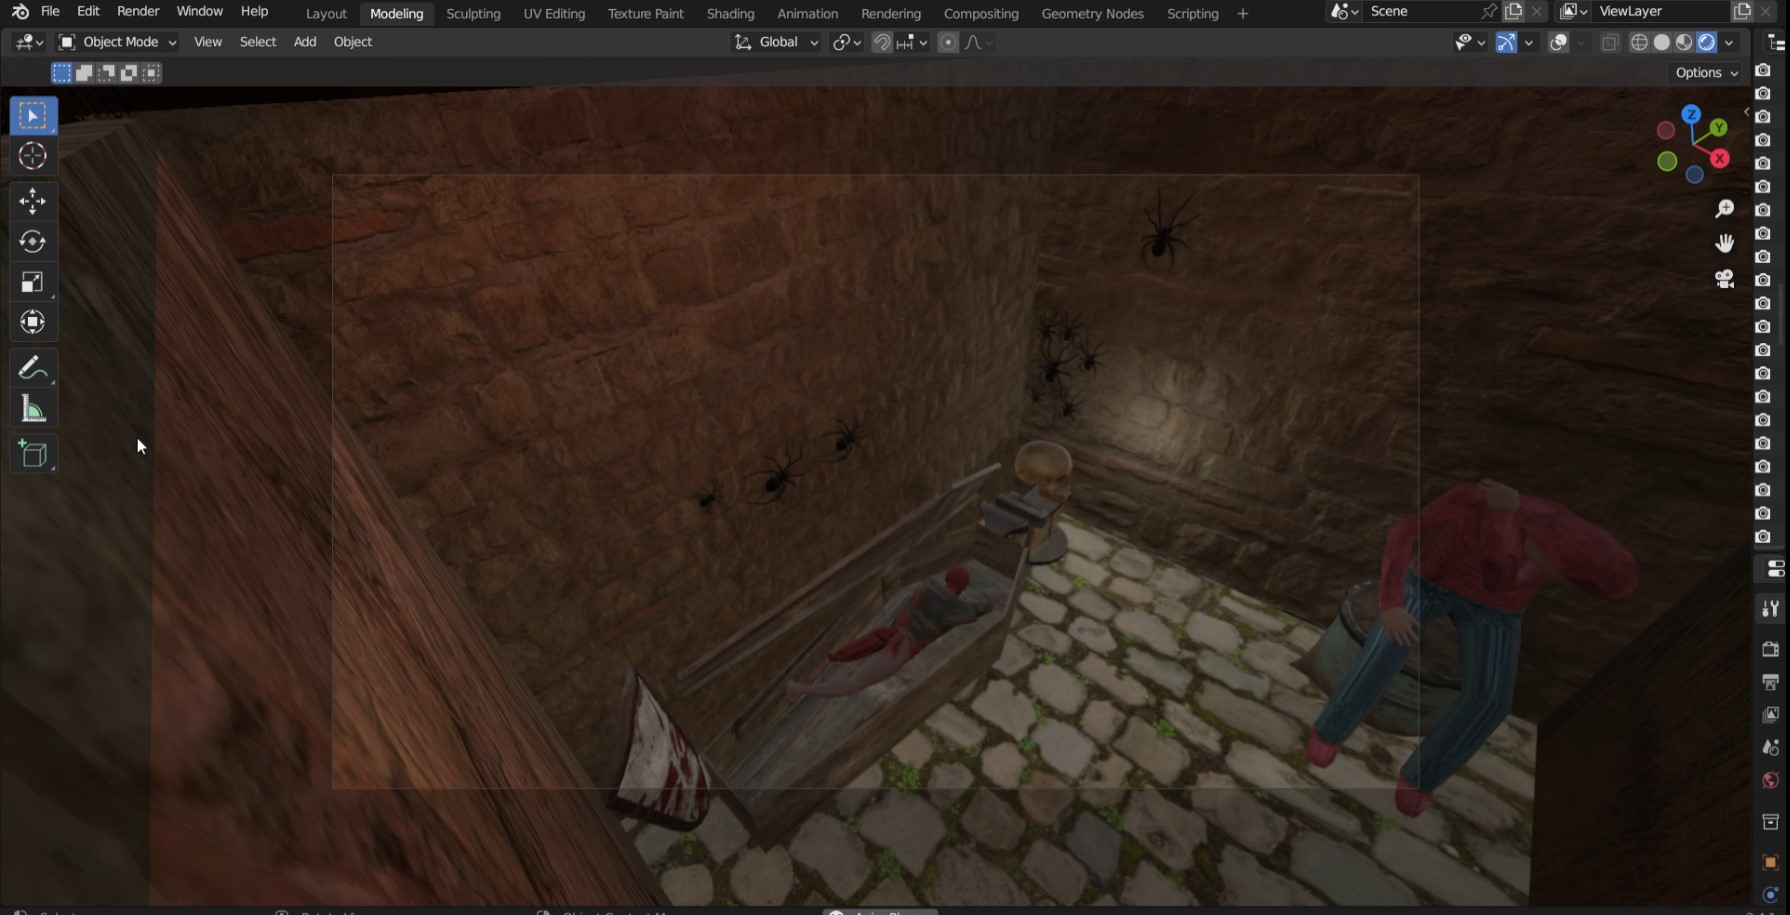 File Edit Render Window Help Layout Modeling Sculpting UV Editing Texture Paint Shading Animation Rendering Compositing Geometry Nodes Scripting + Scene ViewLayer
Object Mode View Select Add Object Global
Options
Z
Y
X